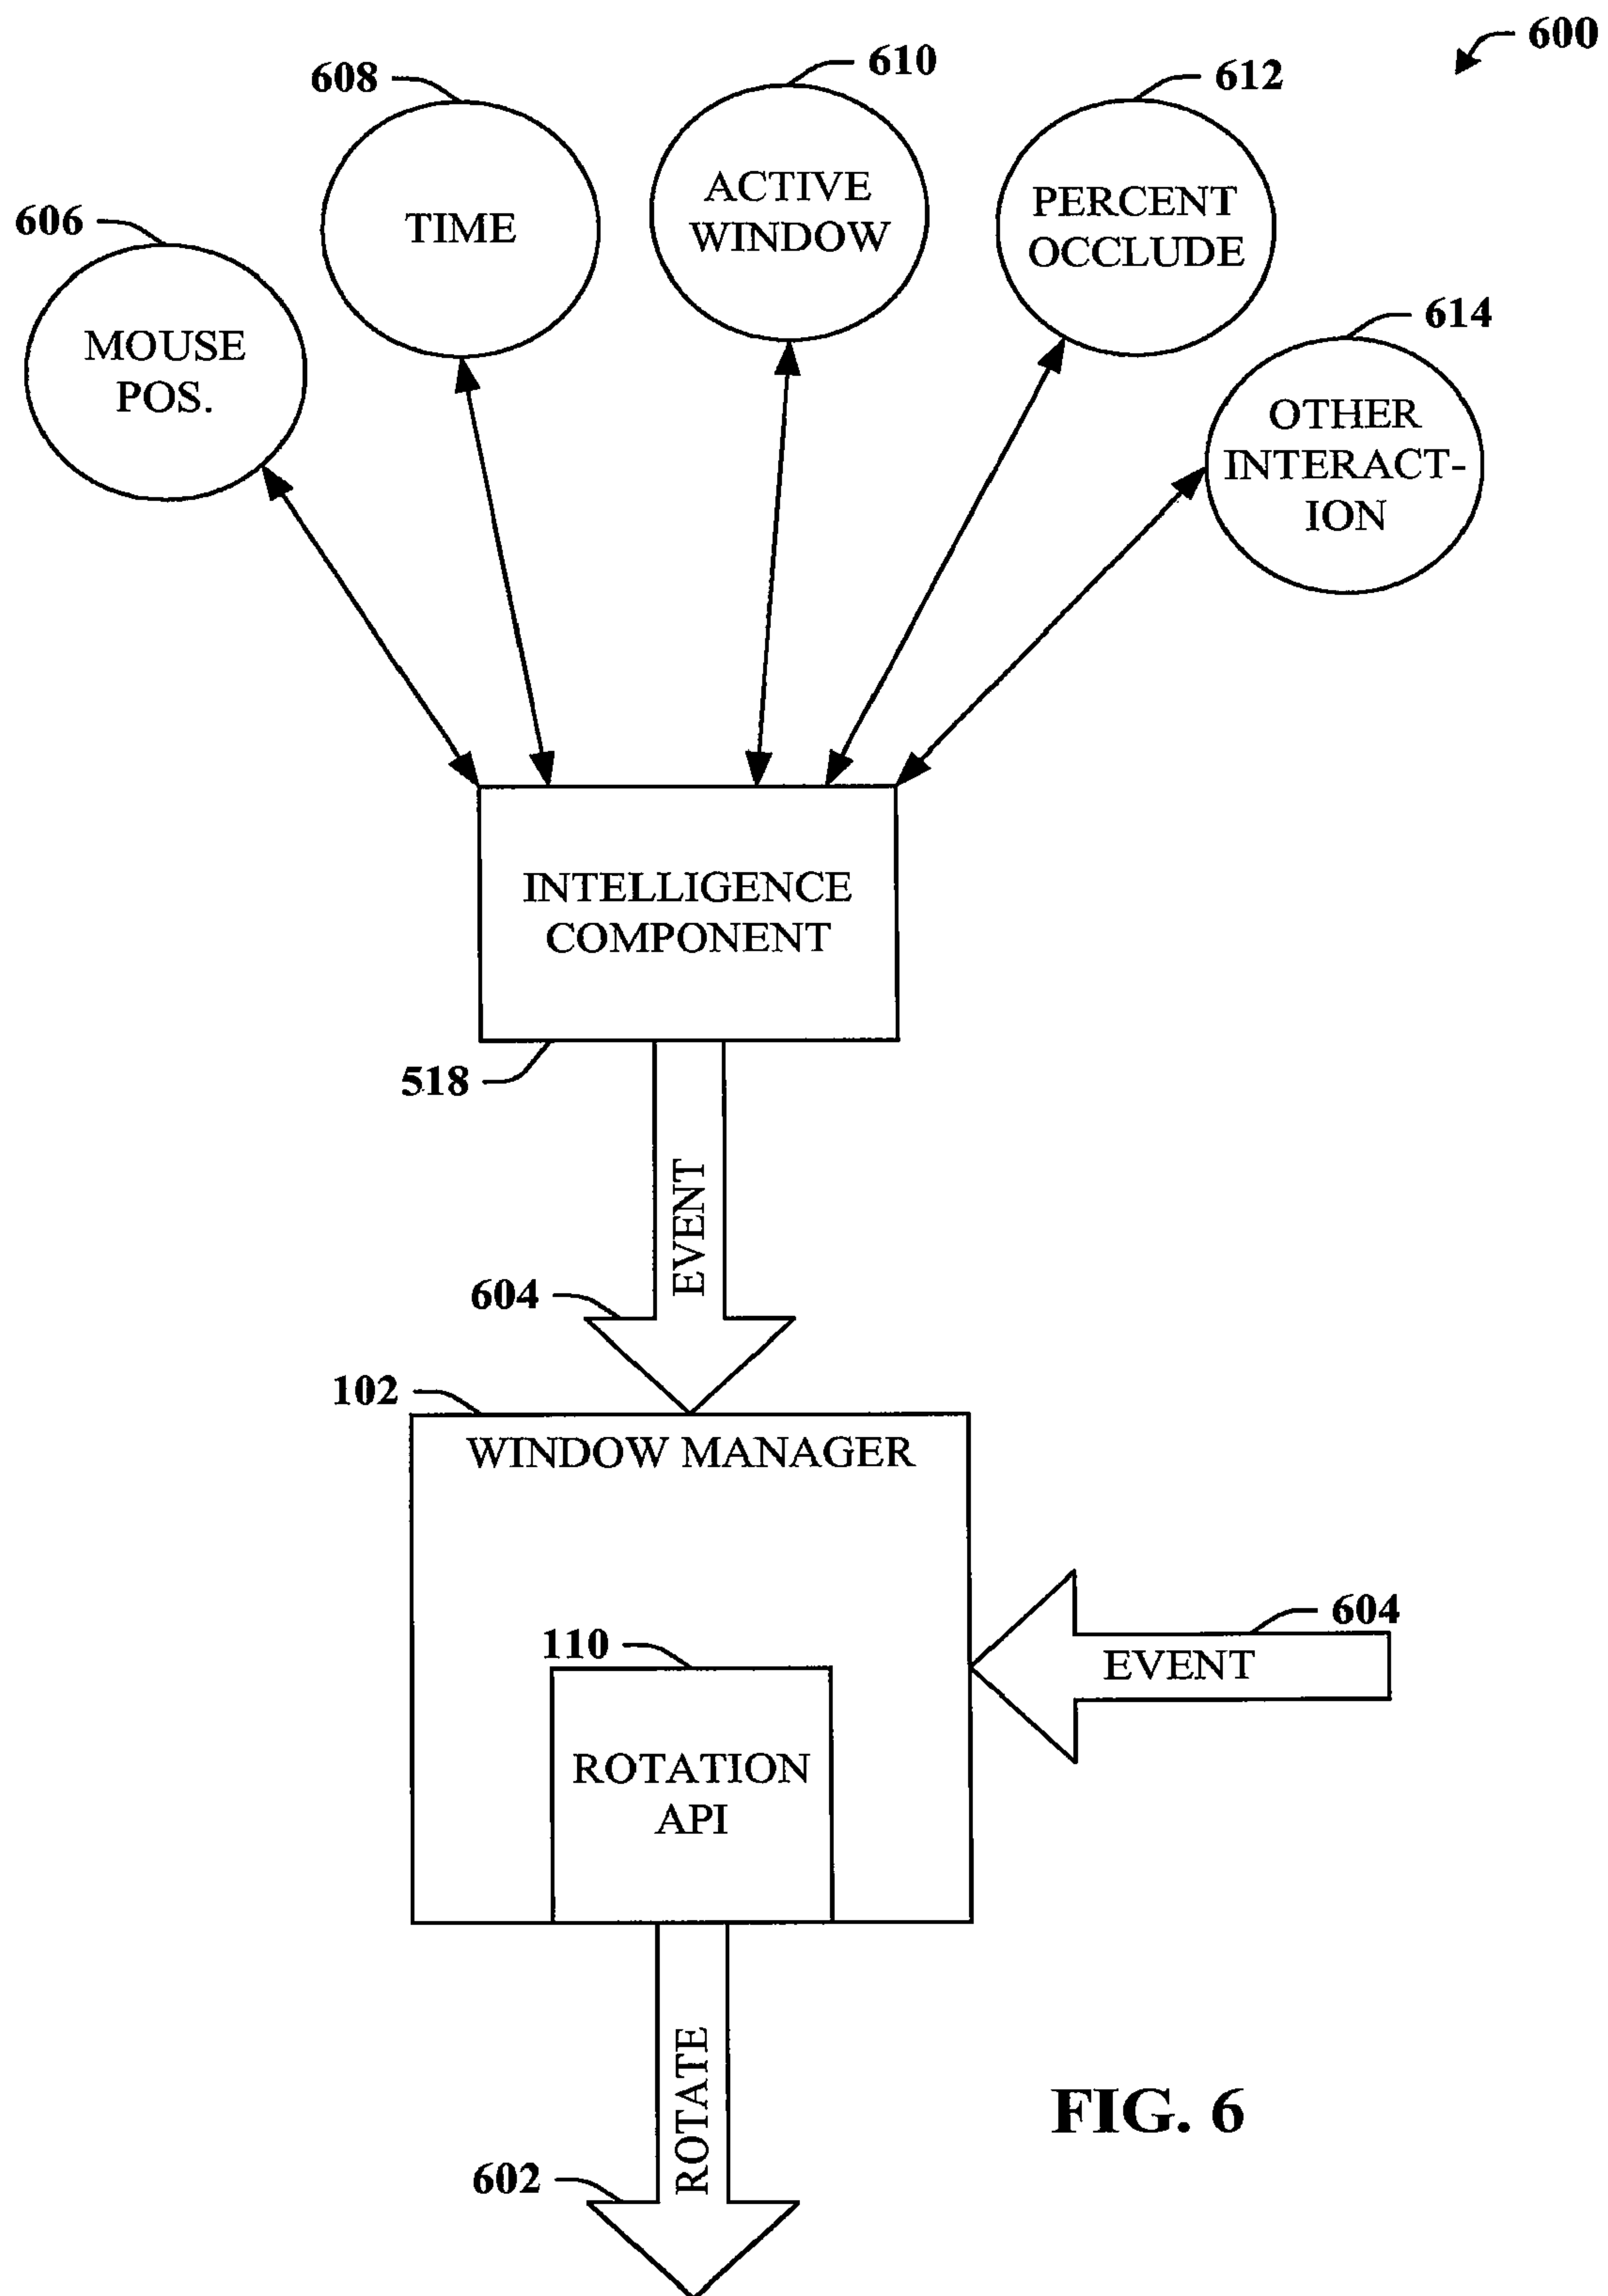 600
608
610
612
606
614
TIME
ACTIVE
WINDOW
PERCENT
OCCLUDE
MOUSE
POS.
OTHER
INTERACT-
ION
INTELLIGENCE
COMPONENT
518
EVENT
604
102
WINDOW MANAGER
604
EVENT
110
ROTATION
API
ROTATE
602
FIG. 6